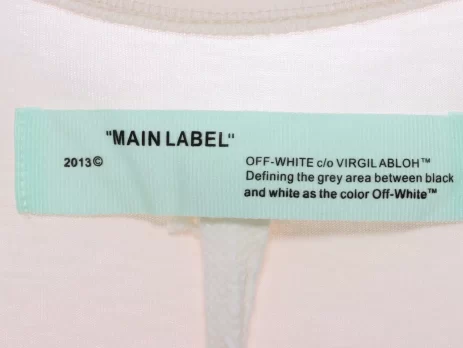 "MAIN LABEL"
2013©
OFF-WHITE c/o VIRGIL ABLOH™
Defining the grey area between black
and white as the color Off-White™